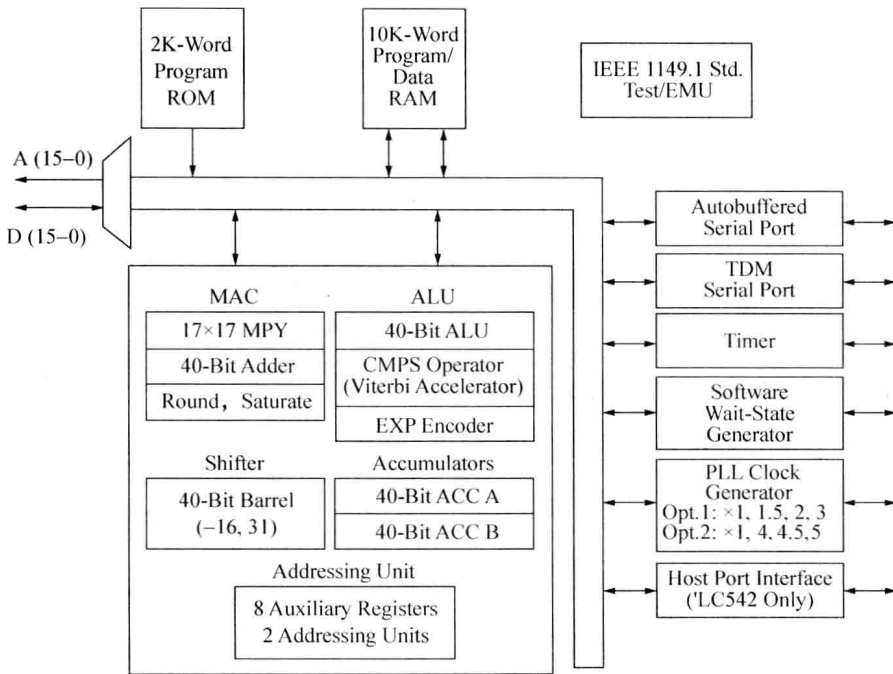 2K-Word
Program
ROM
10K-Word
Program/
Data
RAM
IEEE 1149.1 Std.
Test/EMU
A (15–0)
D (15–0)
MAC
17×17 MPY
40-Bit Adder
Round, Saturate
ALU
40-Bit ALU
CMPS Operator
(Viterbi Accelerator)
EXP Encoder
Shifter
40-Bit Barrel
(–16, 31)
Accumulators
40-Bit ACC A
40-Bit ACC B
Addressing Unit
8 Auxiliary Registers
2 Addressing Units
Autobuffered
Serial Port
TDM
Serial Port
Timer
Software
Wait-State
Generator
PLL Clock
Generator
Opt.1: ×1, 1.5, 2, 3
Opt.2: ×1, 4, 4.5, 5
Host Port Interface
('LC542 Only)